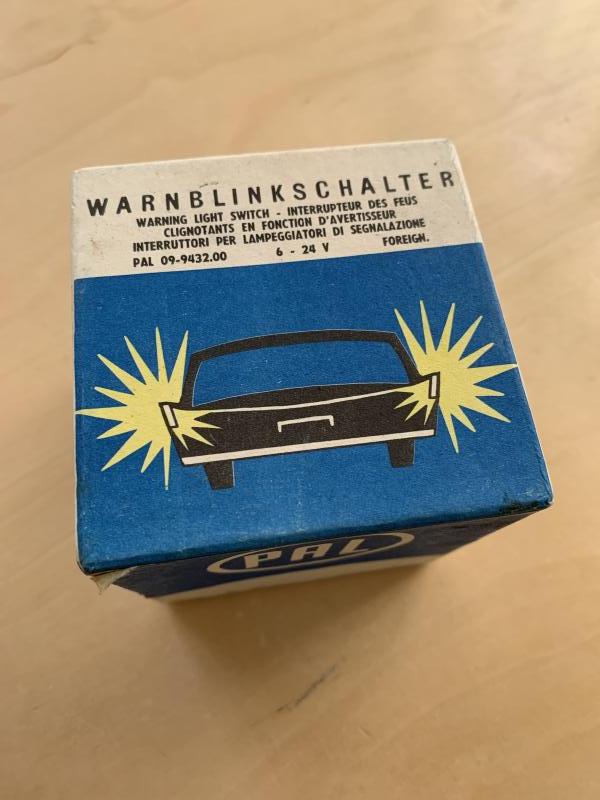 WARNBLINKSCHALTER
WARNING LIGHT SWITCH - INTERRUPTEUR DES FEUS
CLIGNOTANTS EN FONCTION D'AVERTISSEUR
INTERRUTTORI PER LAMPEGGIATORI DI SEGNALAZIONE
PAL 09-9432.00 6 - 24 V FOREIGN.
PAL